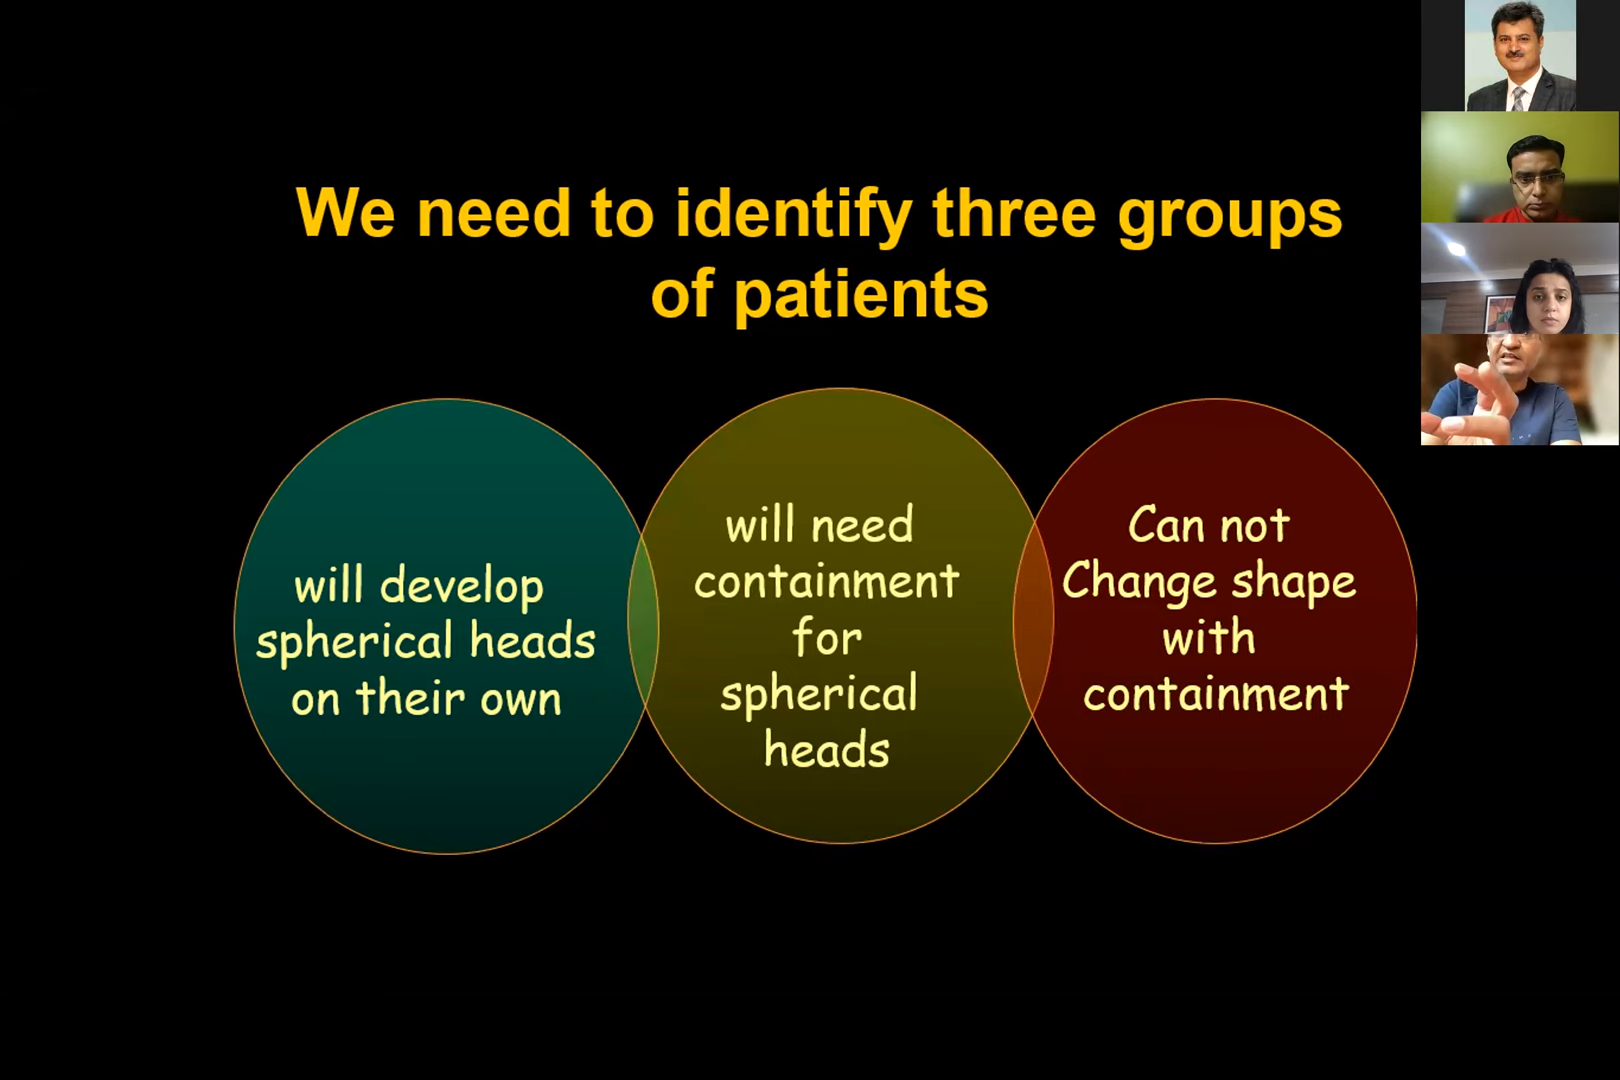 We need to identify three groups
of patients
will develop
spherical heads
on their own
will need
containment
for
spherical
heads
Can not
Change shape
with
containment